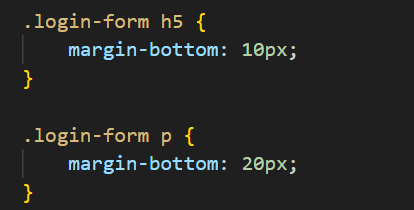 .login-form h5 {
    margin-bottom: 10px;
}

.login-form p {
    margin-bottom: 20px;
}